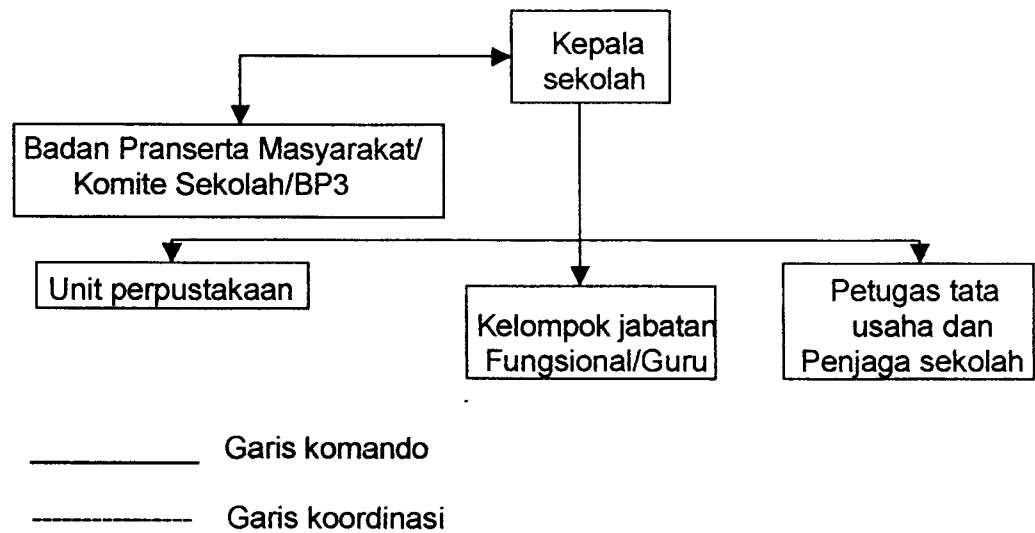 Kepala
sekolah
Badan Pranserta Masyarakat/
Komite Sekolah/BP3
Unit perpustakaan
Kelompok jabatan
Fungsional/Guru
Petugas tata
usaha dan
Penjaga sekolah
Garis komando
Garis koordinasi